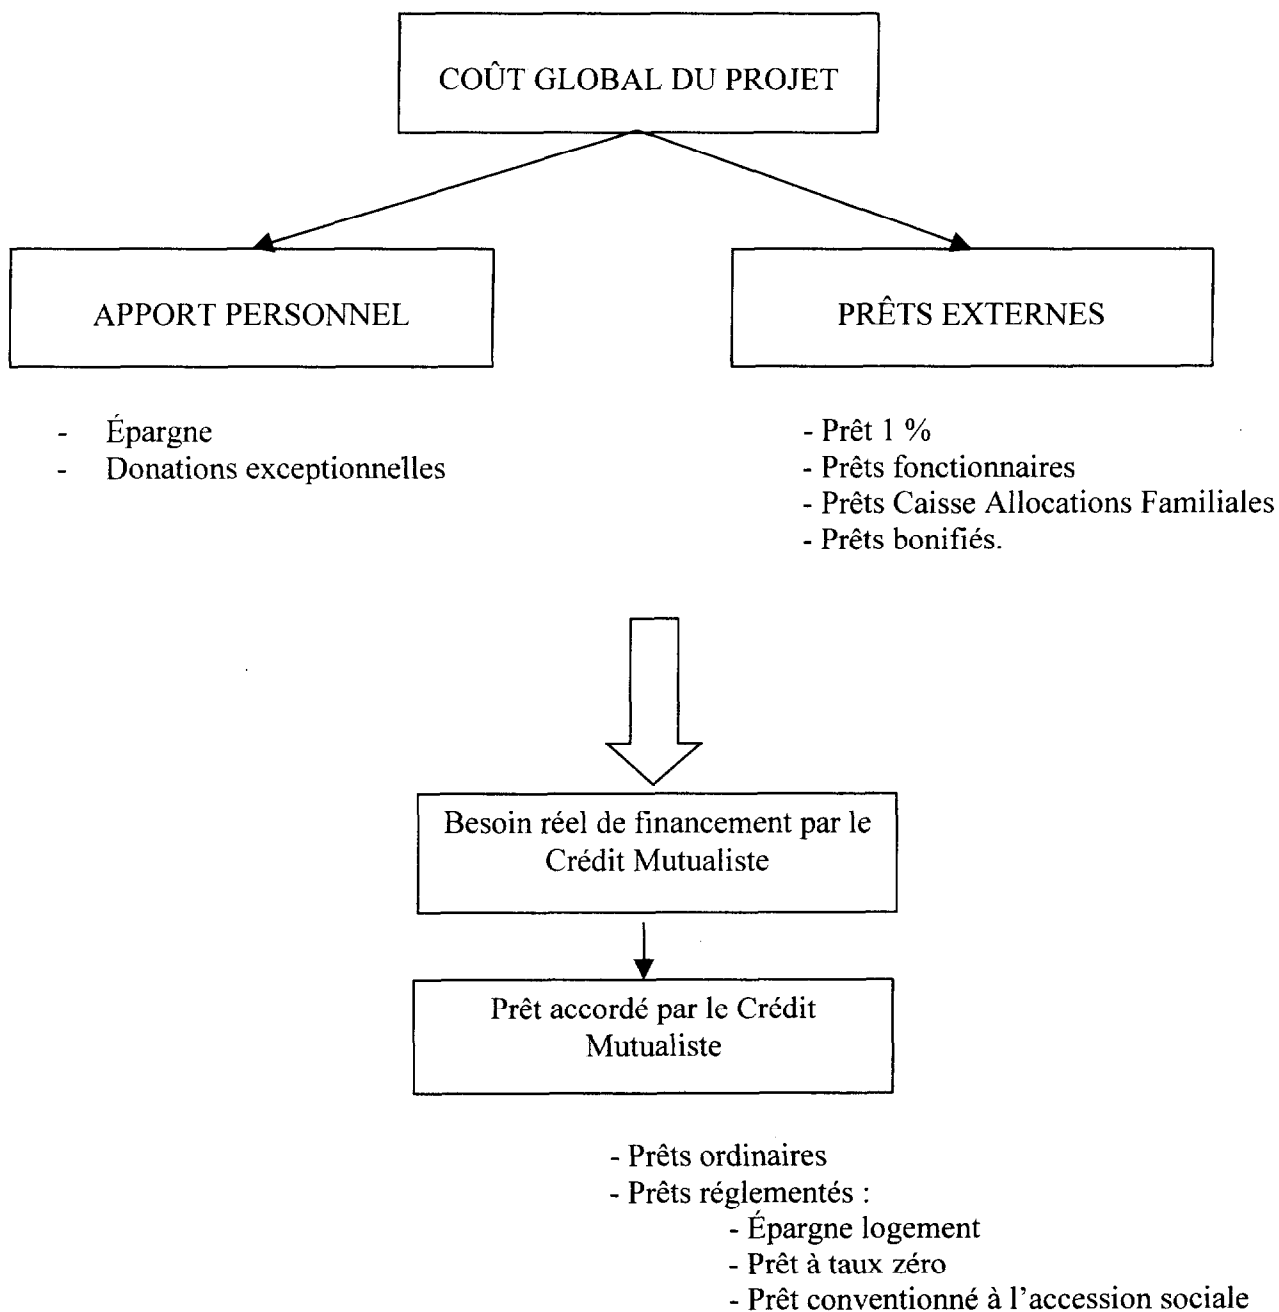 COÛT GLOBAL DU PROJET
APPORT PERSONNEL
- Épargne
- Donations exceptionnelles
PRÊTS EXTERNES
- Prêt 1 %
- Prêts fonctionnaires
- Prêts Caisse Allocations Familiales
- Prêts bonifiés.
Besoin réel de financement par le
Crédit Mutualiste
Prêt accordé par le Crédit
Mutualiste
- Prêts ordinaires
- Prêts réglementés :
- Épargne logement
- Prêt à taux zéro
- Prêt conventionné à l'accession sociale